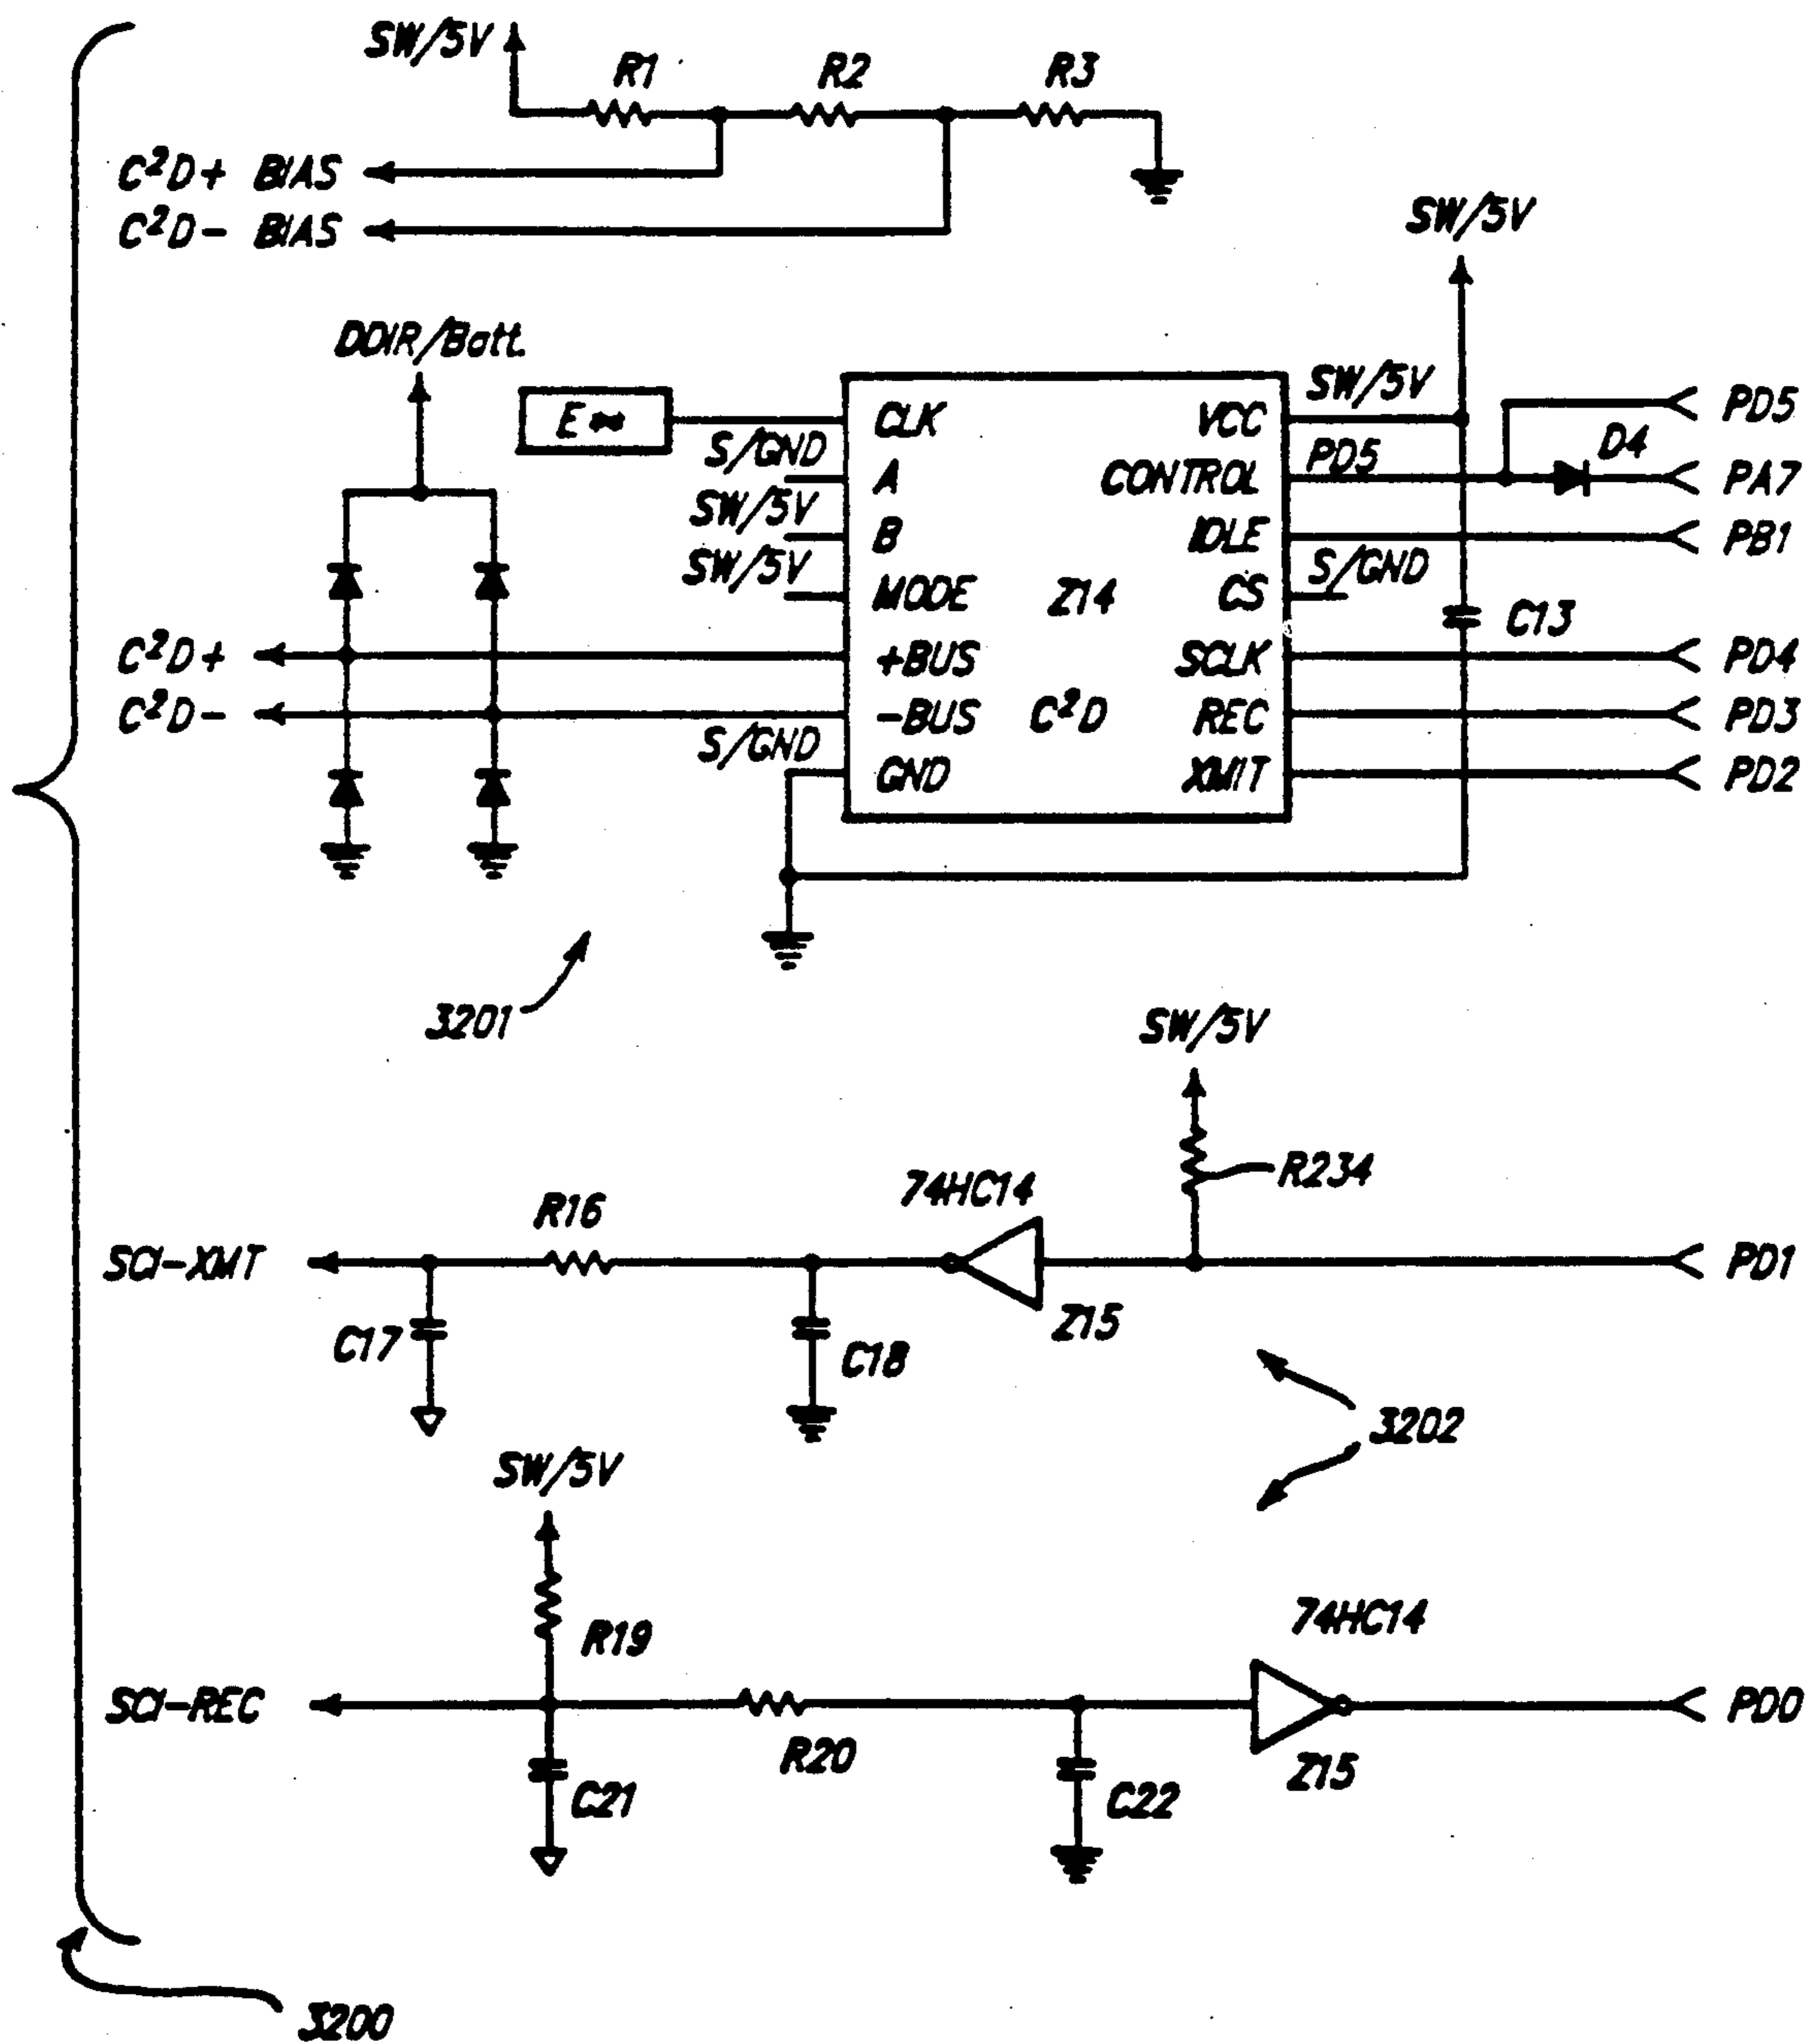 SW/5V
R1
R2
R3
C²D+ BIAS
C²D- BIAS
SW/5V
DDIR/Batt.
E**
CLK
VCC
SW/5V
PD5
S/GND
A
CONTROL
PD5
D4
PA7
SW/5V
B
IDLE
PB1
SW/5V
MODE
Z14
CS
S/GND
C13
C²D+
+BUS
SCLK
PD4
C²D-
-BUS
C²D
REC
PD3
S/GND
GND
XMIT
PD2
3201
SW/5V
R234
74HC14
R16
SCI-XMT
Z15
PD1
C17
C18
3202
SW/5V
R19
74HC14
SCI-REC
R20
Z15
PD0
C21
C22
3200